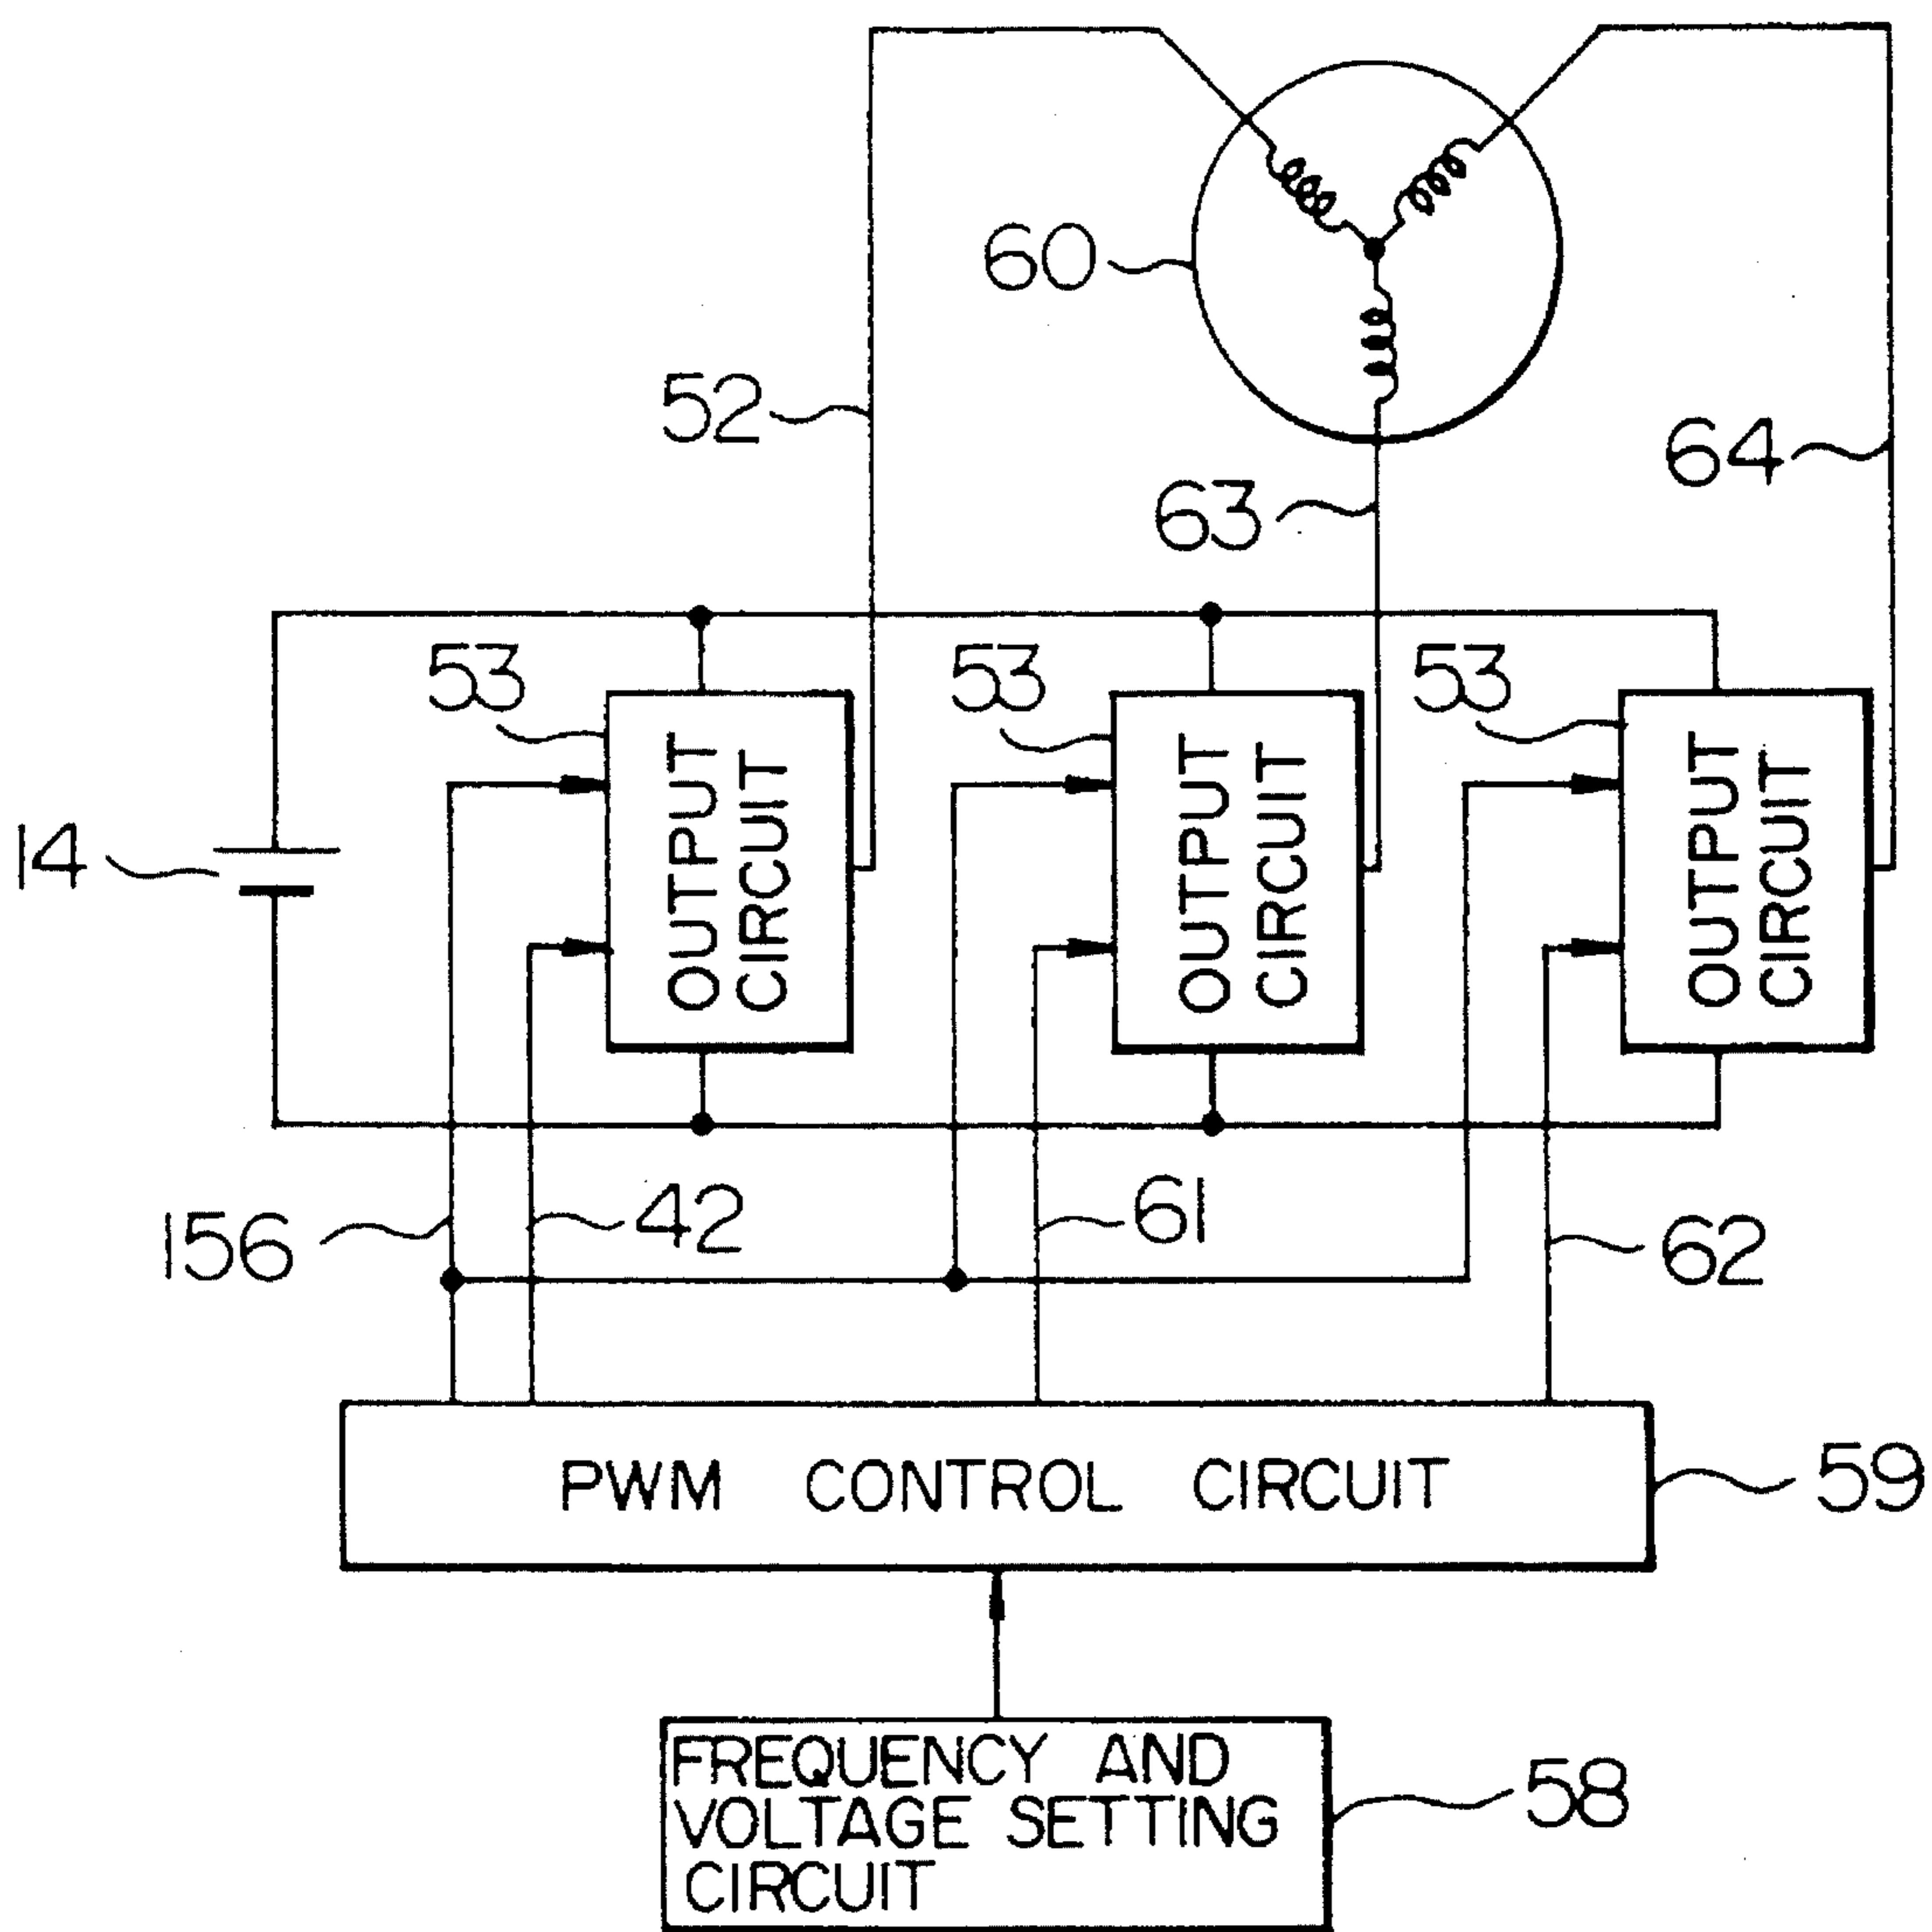 60
52
64
63
53
53
53
OUTPUT
CIRCUIT
OUTPUT
CIRCUIT
OUTPUT
CIRCUIT
14
156
42
61
62
PWM CONTROL CIRCUIT
59
FREQUENCY AND
VOLTAGE SETTING
CIRCUIT
58